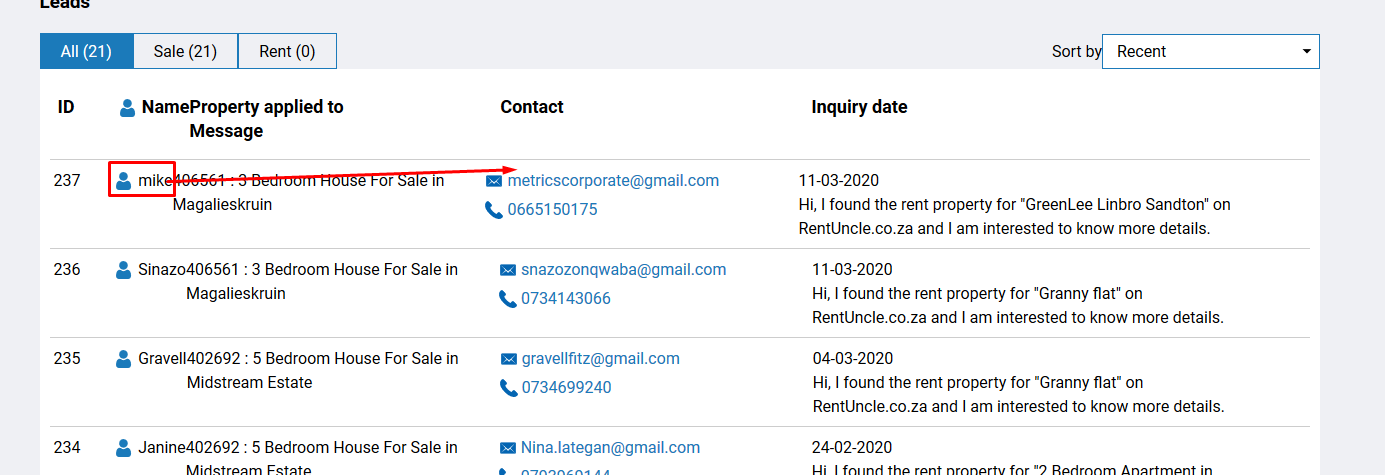 Leads
All (21) Sale (21) Rent (0) Sort by Recent
ID NameProperty applied to Contact Inquiry date
Message
237 mike406561 : 3 Bedroom House For Sale in metricscorporate@gmail.com 11-03-2020
Magalieskruin 0665150175 Hi, I found the rent property for "GreenLee Linbro Sandton" on
RentUncle.co.za and I am interested to know more details.
236 Sinazo406561 : 3 Bedroom House For Sale in snazozonqwaba@gmail.com 11-03-2020
Magalieskruin 0734143066 Hi, I found the rent property for "Granny flat" on
RentUncle.co.za and I am interested to know more details.
235 Gravell402692 : 5 Bedroom House For Sale in gravellfitz@gmail.com 04-03-2020
Midstream Estate 0734699240 Hi, I found the rent property for "Granny flat" on
RentUncle.co.za and I am interested to know more details.
234 Janine402692 : 5 Bedroom House For Sale in Nina.lategan@gmail.com 24-02-2020
Midstream Estate Hi, I found the rent property for "2 Bedroom Apartment in